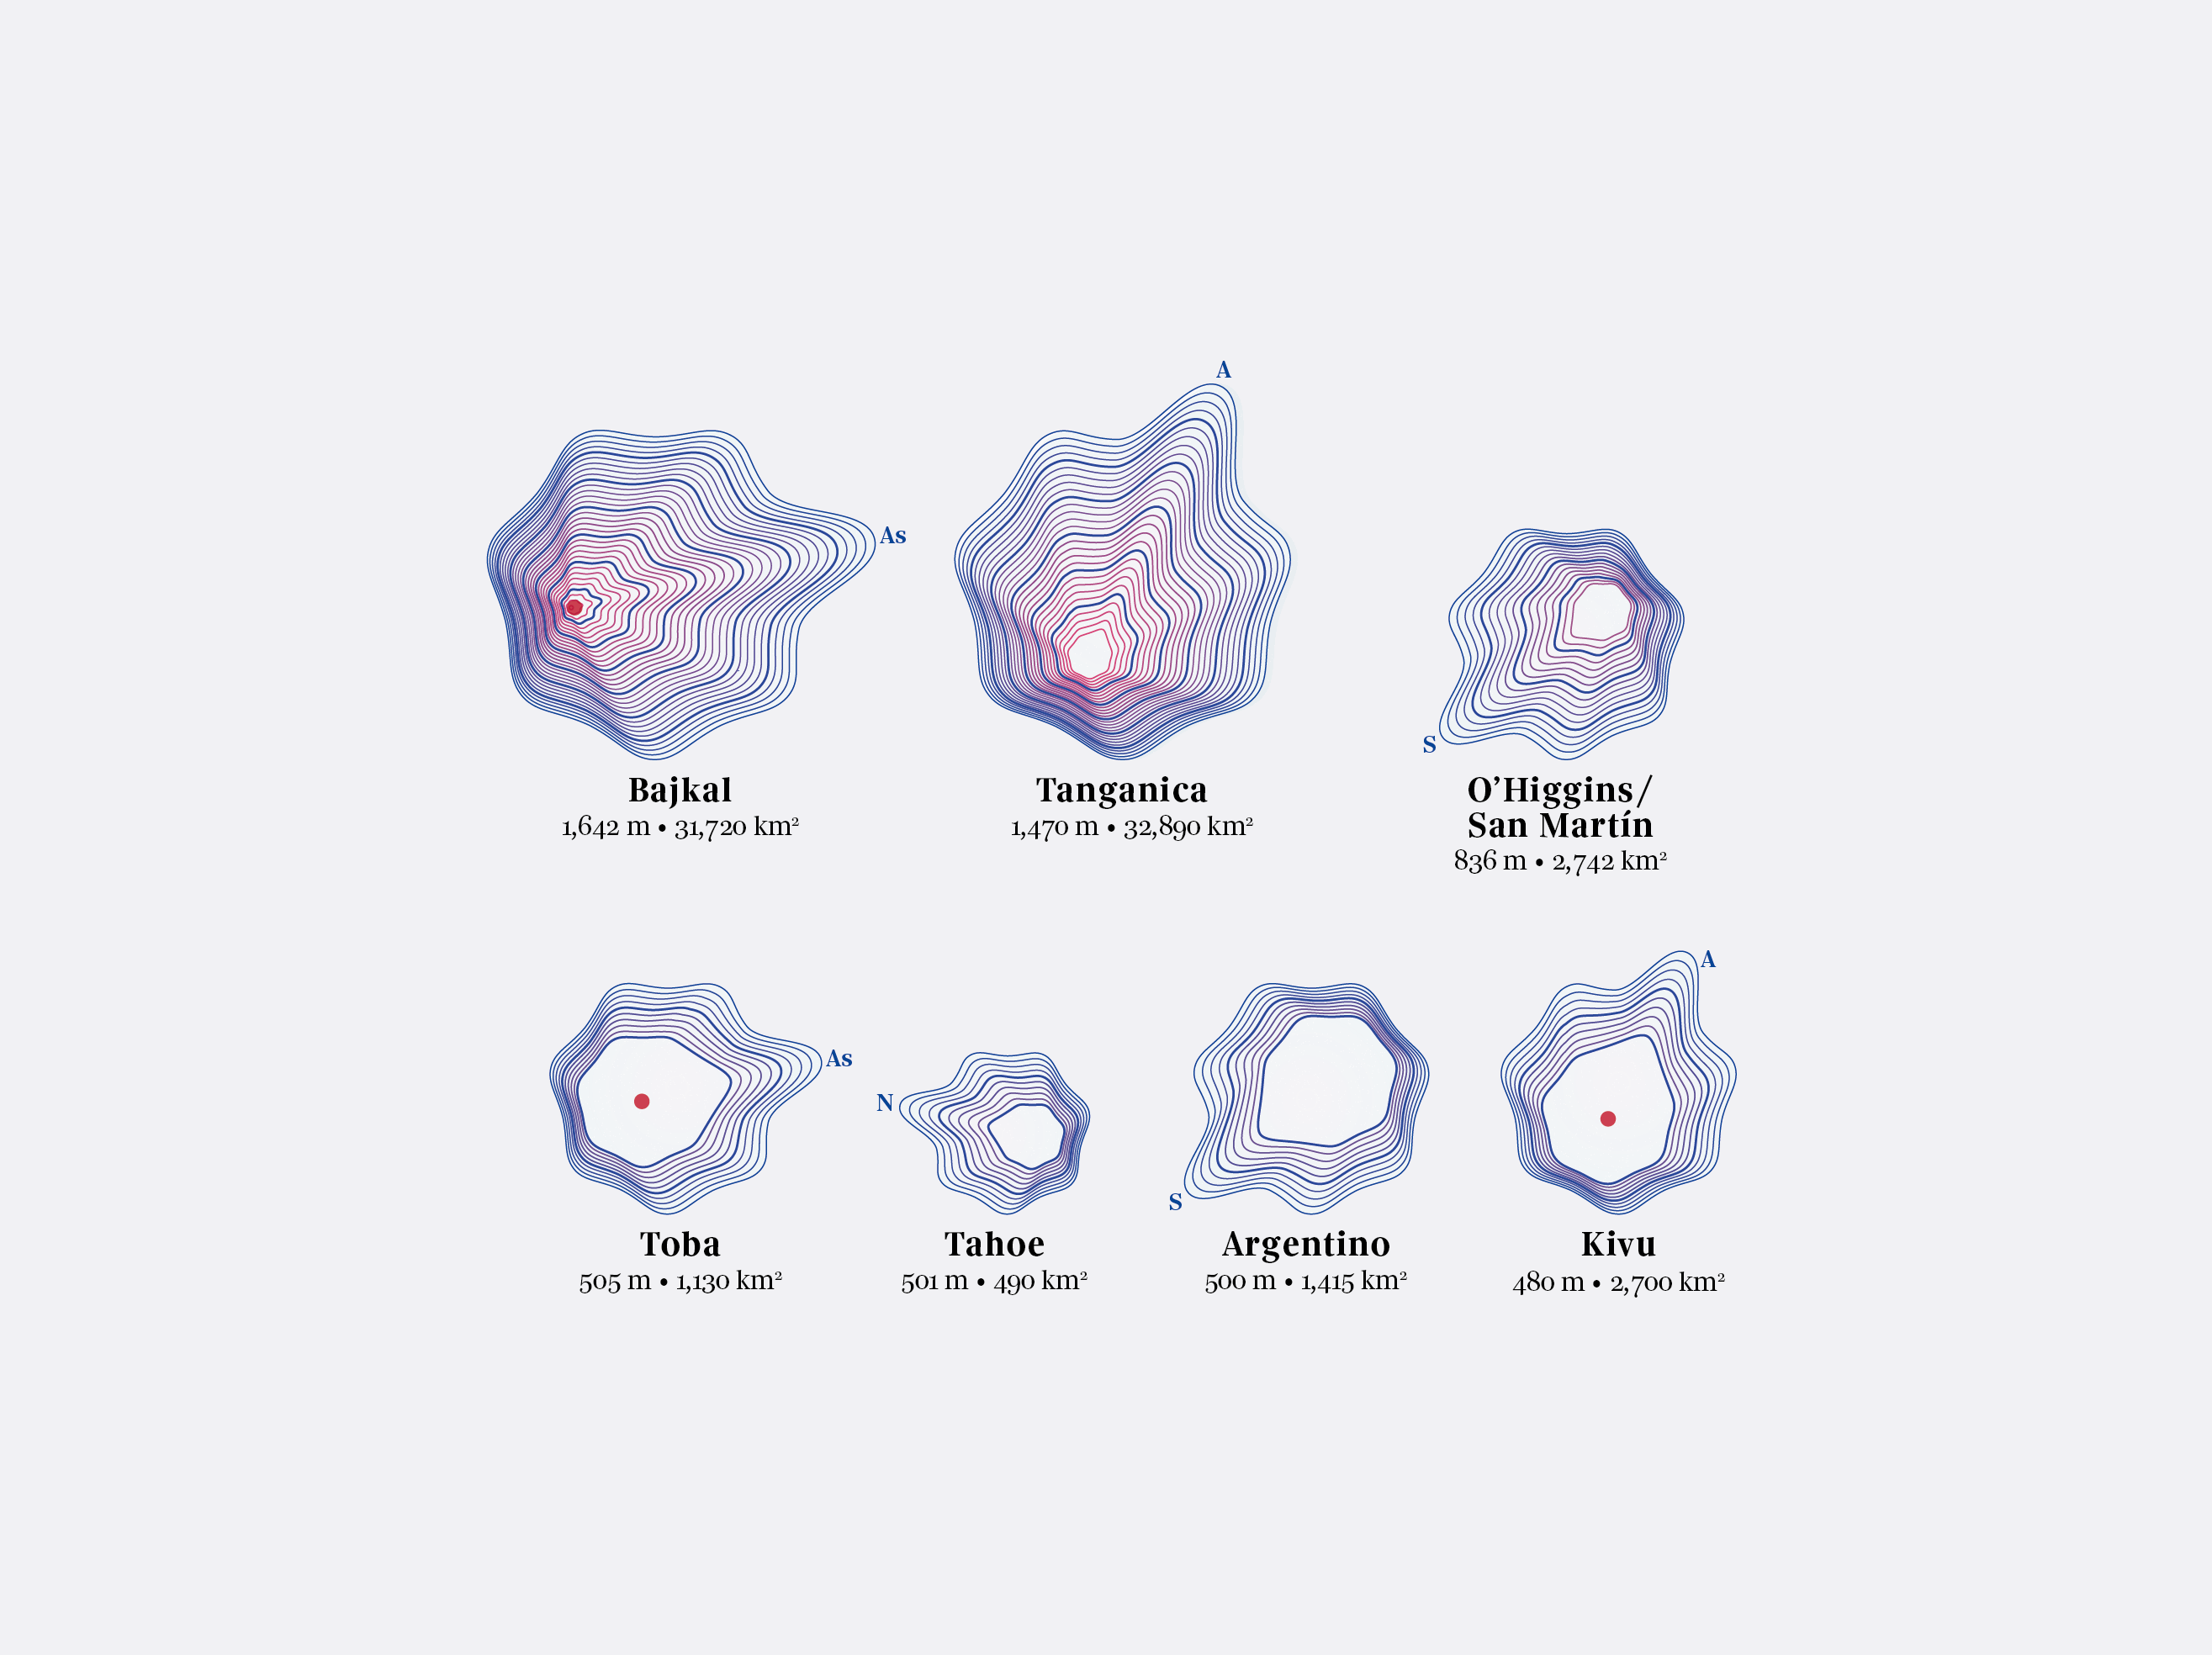 A
As
Bajkal
1,642 m • 31,720 km²
Tanganica
1,470 m • 32,890 km²
S
O’Higgins/
San Martín
836 m • 2,742 km²
As
Toba
505 m • 1,130 km²
N
Tahoe
501 m • 490 km²
S
Argentino
500 m • 1,415 km²
A
Kivu
480 m • 2,700 km²